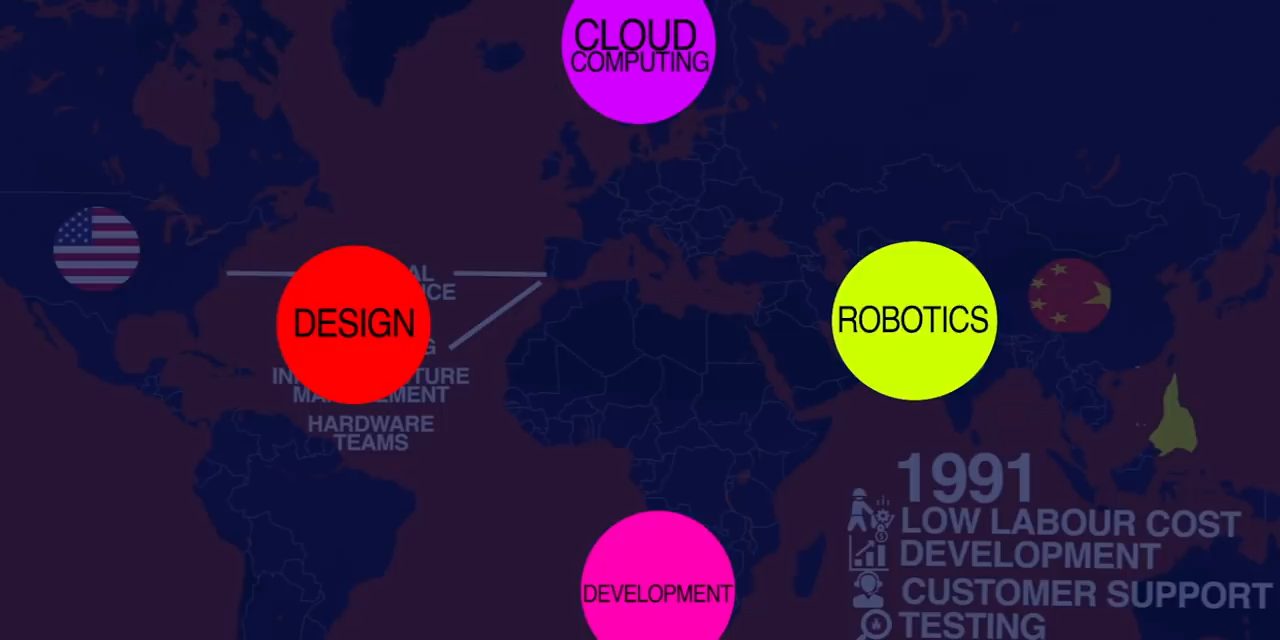 CLOUD
COMPUTING
DESIGN
ROBOTICS
HARDWARE
TEAMS
1991
LOW LABOUR COST
DEVELOPMENT
CUSTOMER SUPPORT
TESTING
DEVELOPMENT